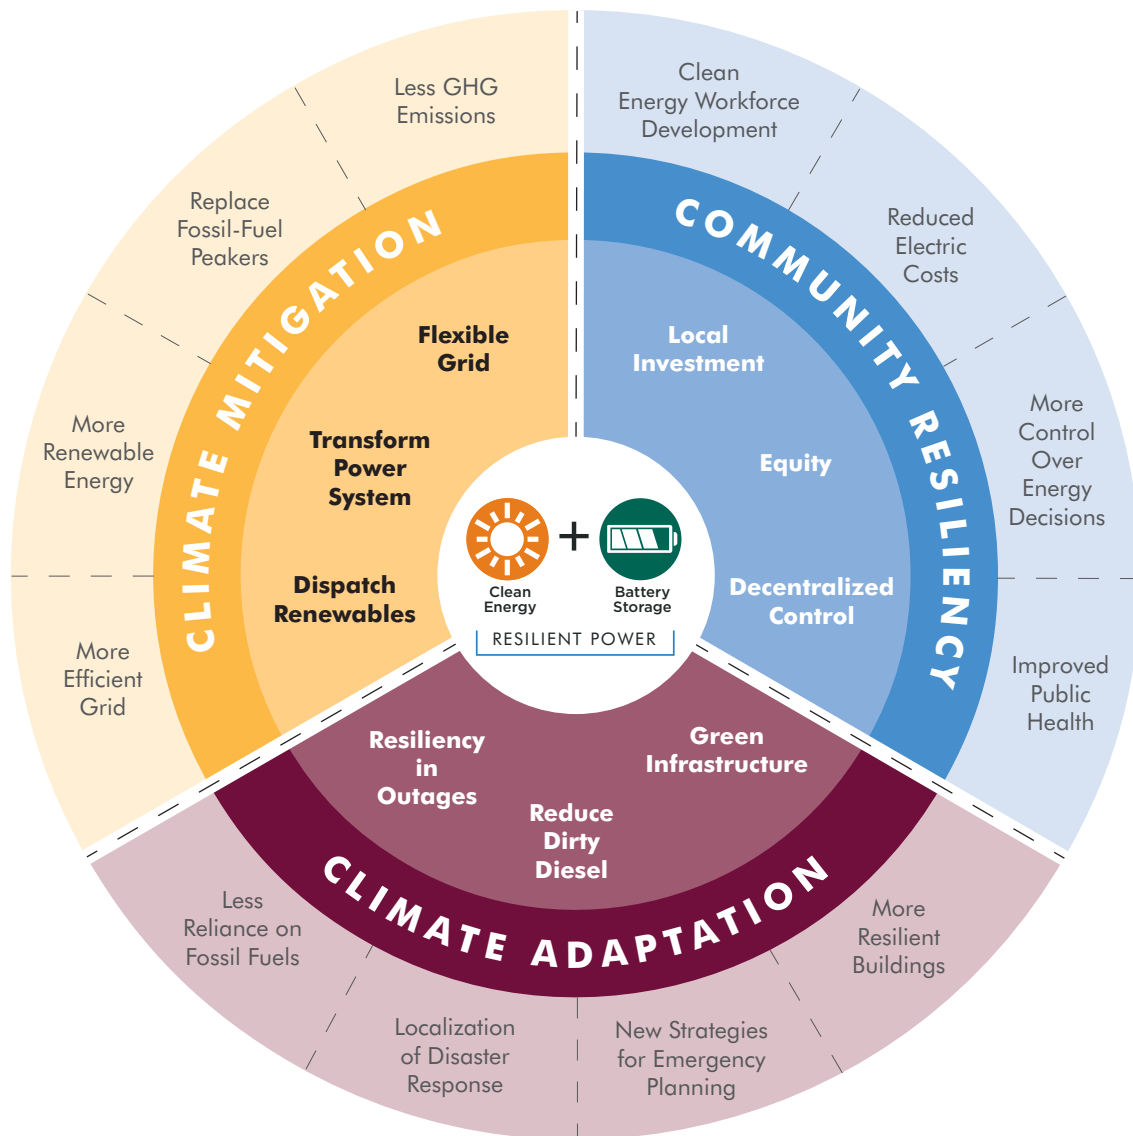 CLIMATE MITIGATION
Less GHG
Emissions
Replace
Fossil-Fuel
Peakers
More
Renewable
Energy
More
Efficient
Grid
Flexible
Grid
Transform
Power
System
Dispatch
Renewables
COMMUNITY RESILIENCY
Clean
Energy Workforce
Development
Reduced
Electric
Costs
More
Control
Over
Energy
Decisions
Improved
Public
Health
Local
Investment
Equity
Decentralized
Control
+
Clean
Energy
Battery
Storage
RESILIENT POWER
Resiliency
in
Outages
Reduce
Dirty
Diesel
Green
Infrastructure
CLIMATE ADAPTATION
Less
Reliance on
Fossil Fuels
Localization
of Disaster
Response
New Strategies
for Emergency
Planning
More
Resilient
Buildings